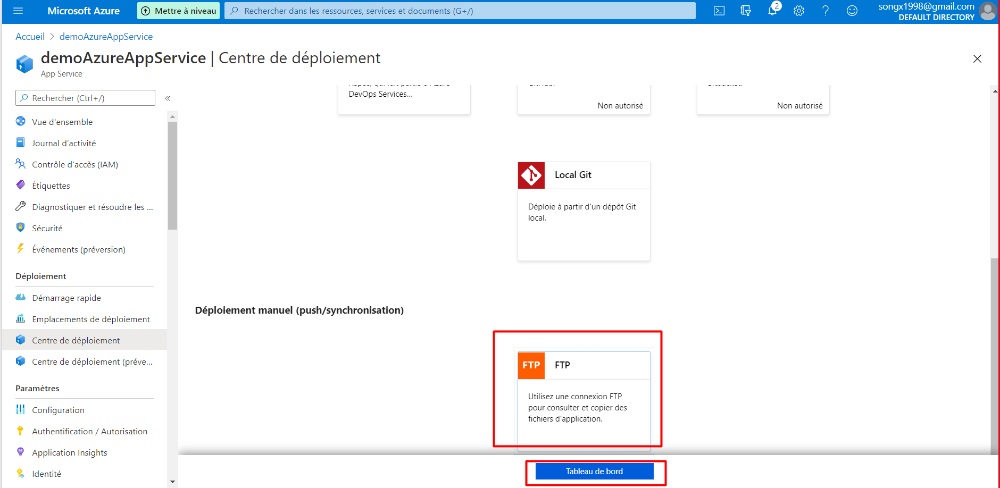 Microsoft Azure
Mettre à niveau
Rechercher dans les ressources, services et documents (G+/)
2
songx1998@gmail.com
DEFAULT DIRECTORY
Accueil > demoAzureAppService
demoAzureAppService | Centre de déploiement
App Service
Rechercher (Ctrl+/)
«
Vue d'ensemble
Journal d'activité
Contrôle d'accès (IAM)
Étiquettes
Diagnostiquer et résoudre les ...
Sécurité
Événements (préversion)
Déploiement
Démarrage rapide
Emplacements de déploiement
Centre de déploiement
Centre de déploiement (préve...
Paramètres
Configuration
Authentification / Autorisation
Application Insights
Identité
DevOps Services...
Non autorisé
Non autorisé
Local Git
Déploie à partir d'un dépôt Git
local.
Déploiement manuel (push/synchronisation)
FTP
FTP
Utilisez une connexion FTP
pour consulter et copier des
fichiers d'application.
Tableau de bord